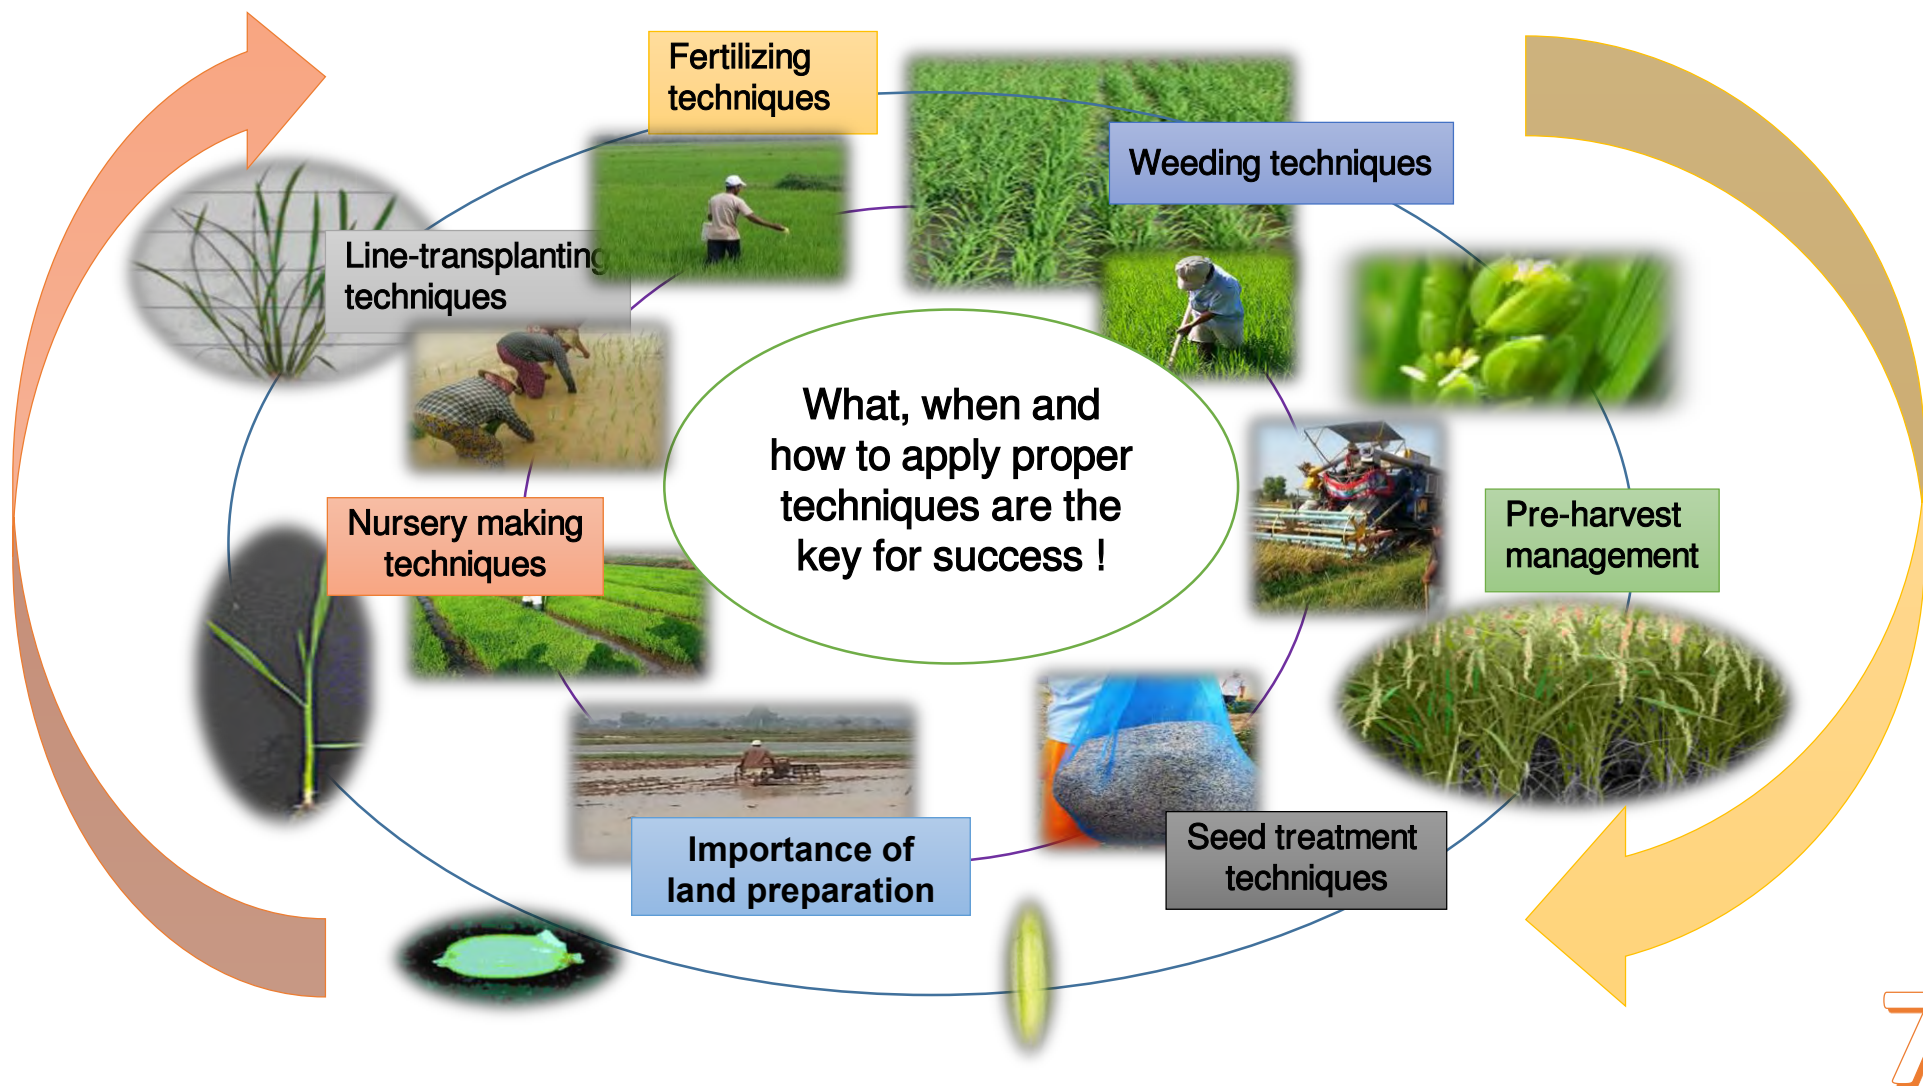 Fertilizing
techniques
Weeding techniques
Line-transplanting
techniques
What, when and
how to apply proper
techniques are the
key for success !
Nursery making
techniques
Pre-harvest
management
Importance of
land preparation
Seed treatment
techniques
7